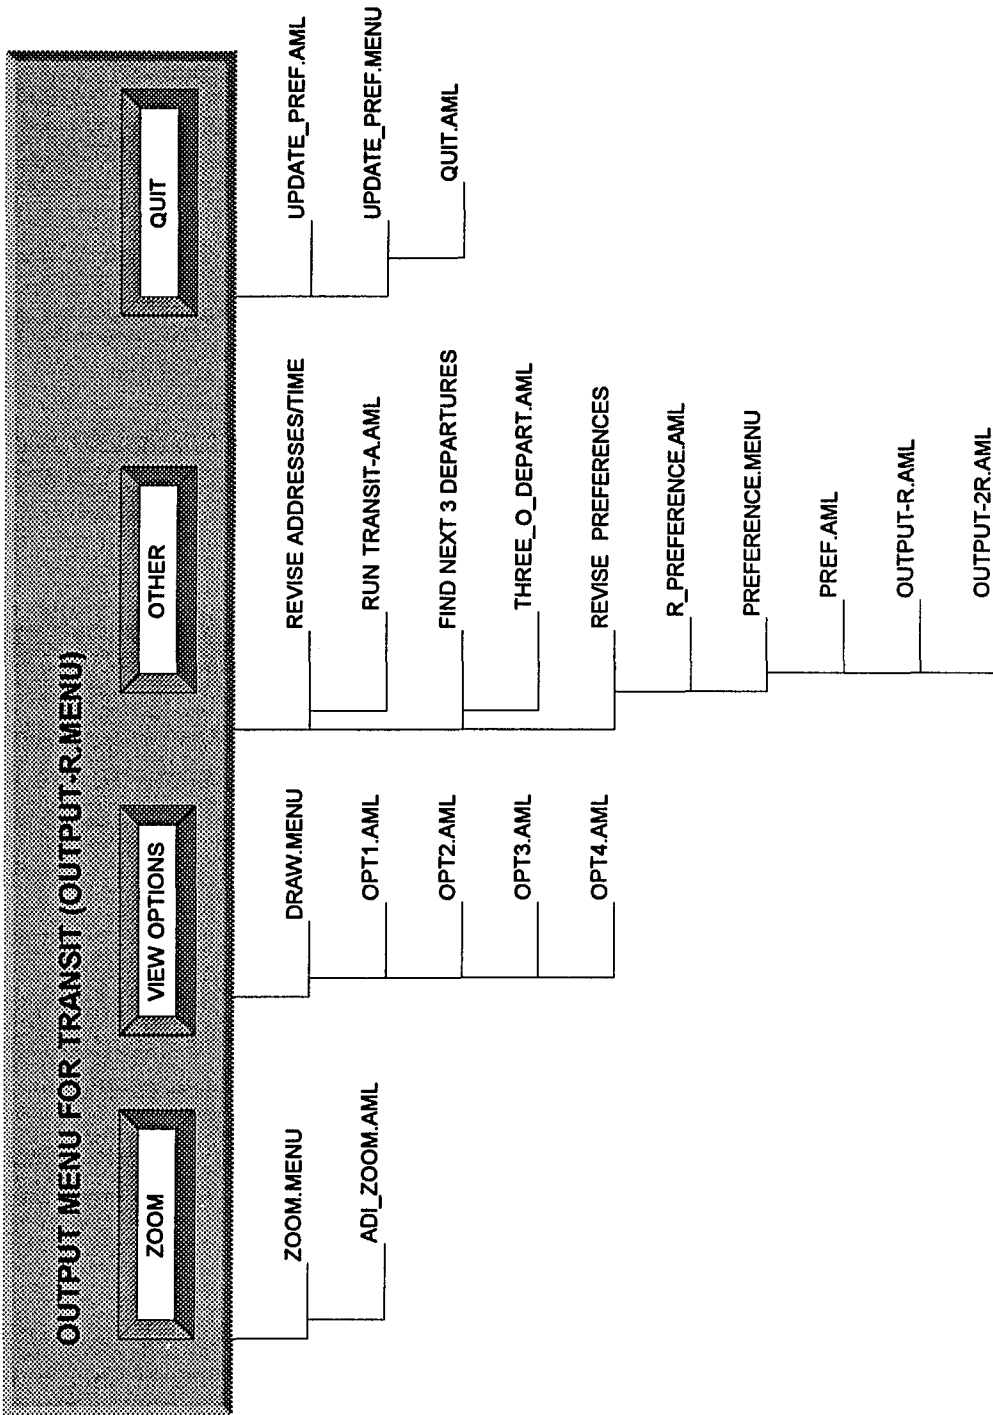 OUTPUT MENU FOR TRANSIT (OUTPUT-R.MENU)
ZOOM
VIEW OPTIONS
OTHER
QUIT
ZOOM.MENU
ADI_ZOOM.AML
DRAW.MENU
OPT1.AML
OPT2.AML
OPT3.AML
OPT4.AML
REVISE ADDRESSES/TIME
RUN TRANSIT-A.AML
FIND NEXT 3 DEPARTURES
THREE_O_DEPART.AML
REVISE PREFERENCES
R_PREFERENCE.AML
PREFERENCE.MENU
PREF.AML
OUTPUT-R.AML
OUTPUT-2R.AML
UPDATE_PREF.AML
UPDATE_PREF.MENU
QUIT.AML